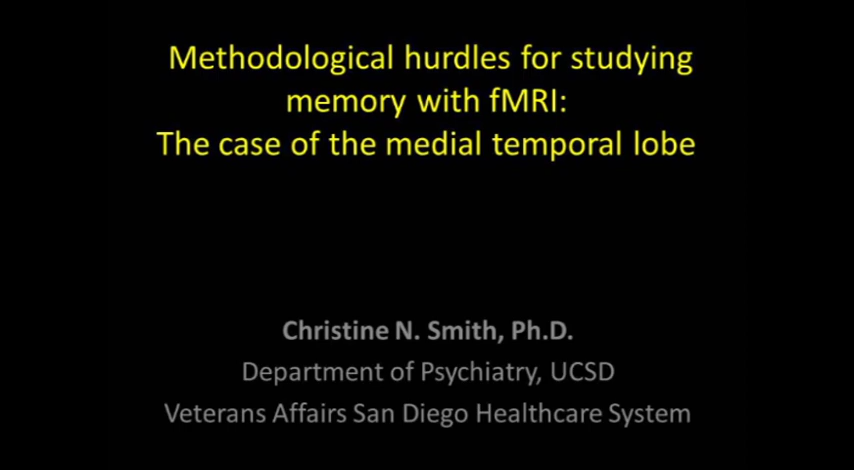 Methodological hurdles for studying
memory with fMRI:
The case of the medial temporal lobe
Christine N. Smith, Ph.D.
Department of Psychiatry, UCSD
Veterans Affairs San Diego Healthcare System